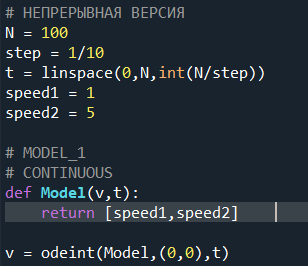 # НЕПРЕРЫВНАЯ ВЕРСИЯ
N = 100
step = 1/10
t = linspace(0,N,int(N/step))
speed1 = 1
speed2 = 5
# MODEL_1
# CONTINUOUS
def Model(v,t):
    return [speed1,speed2]
v = odeint(Model,(0,0),t)